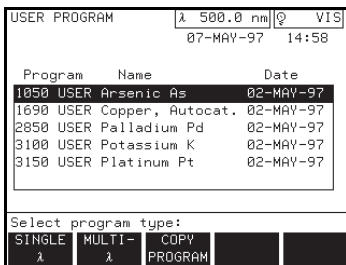 USER PROGRAM λ 500.0 nm VIS
07-MAY-97 14:58
Program Name Date
1050 USER Arsenic As 02-MAY-97
1690 USER Copper, Autocat. 02-MAY-97
2850 USER Palladium Pd 02-MAY-97
3100 USER Potassium K 02-MAY-97
3150 USER Platinum Pt 02-MAY-97
Select program type:
SINGLE MULTI- COPY
λ λ PROGRAM